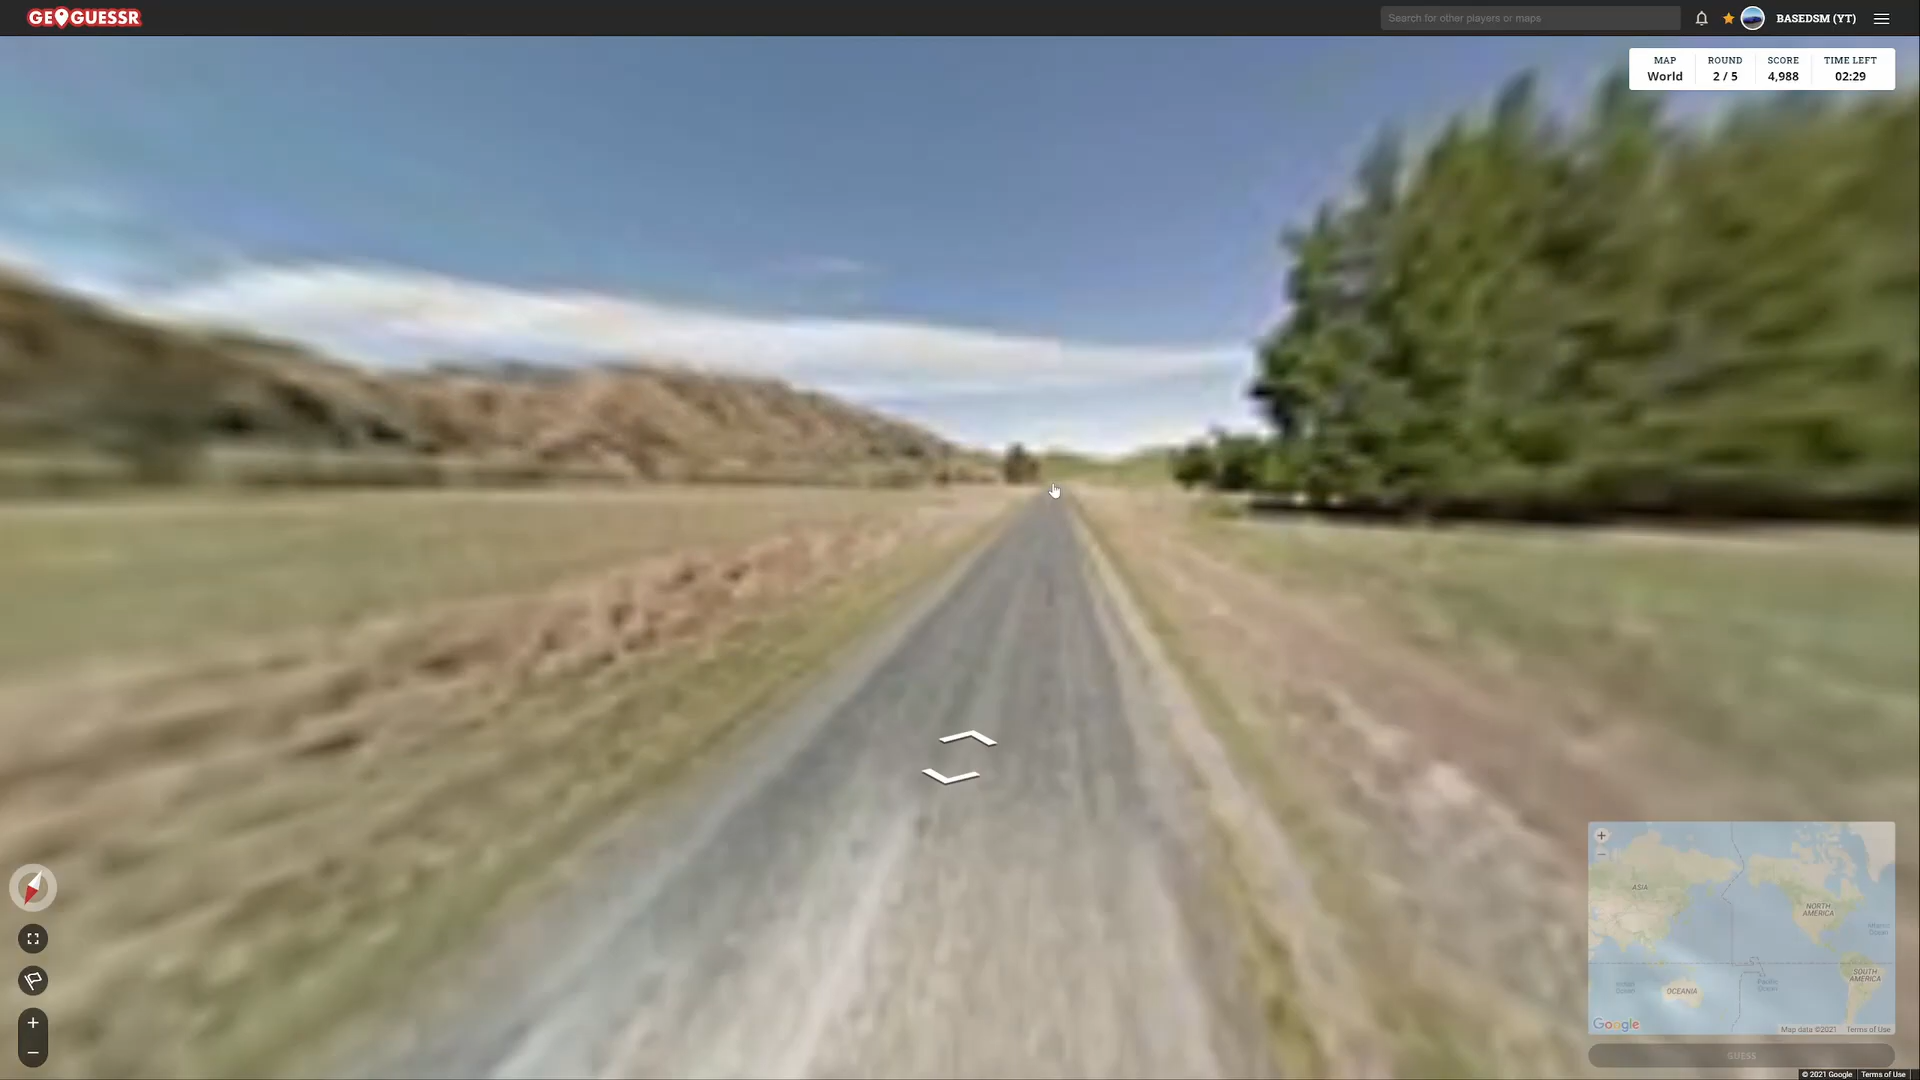 GEOGUESSR
Search for other players or maps
BASEDSM (YT)
MAP
World
ROUND
2 / 5
SCORE
4,988
TIME LEFT
02:29
ASIA
NORTH AMERICA
SOUTH AMERICA
OCEANIA
Pacific Ocean
Google
Map data ©2021
Terms of Use
GUESS
© 2021 Google
Terms of Use